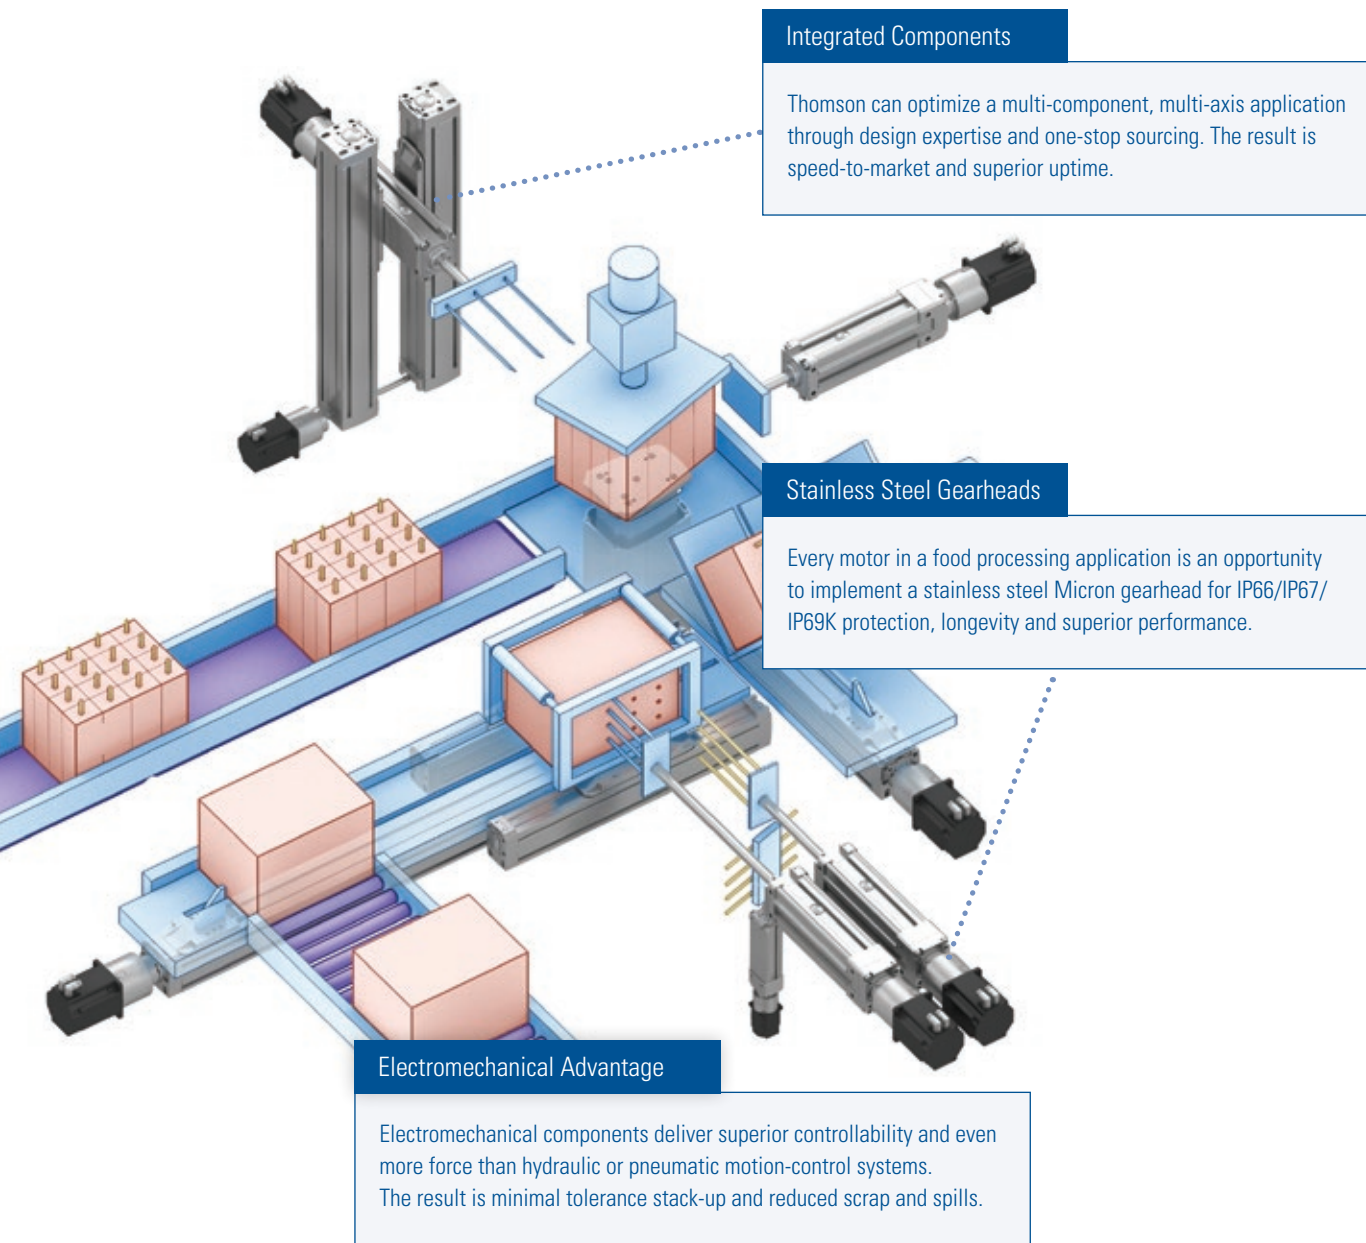 Integrated Components
Thomson can optimize a multi-component, multi-axis application
through design expertise and one-stop sourcing. The result is
speed-to-market and superior uptime.
Stainless Steel Gearheads
Every motor in a food processing application is an opportunity
to implement a stainless steel Micron gearhead for IP66/IP67/
IP69K protection, longevity and superior performance.
Electromechanical Advantage
Electromechanical components deliver superior controllability and even
more force than hydraulic or pneumatic motion-control systems.
The result is minimal tolerance stack-up and reduced scrap and spills.